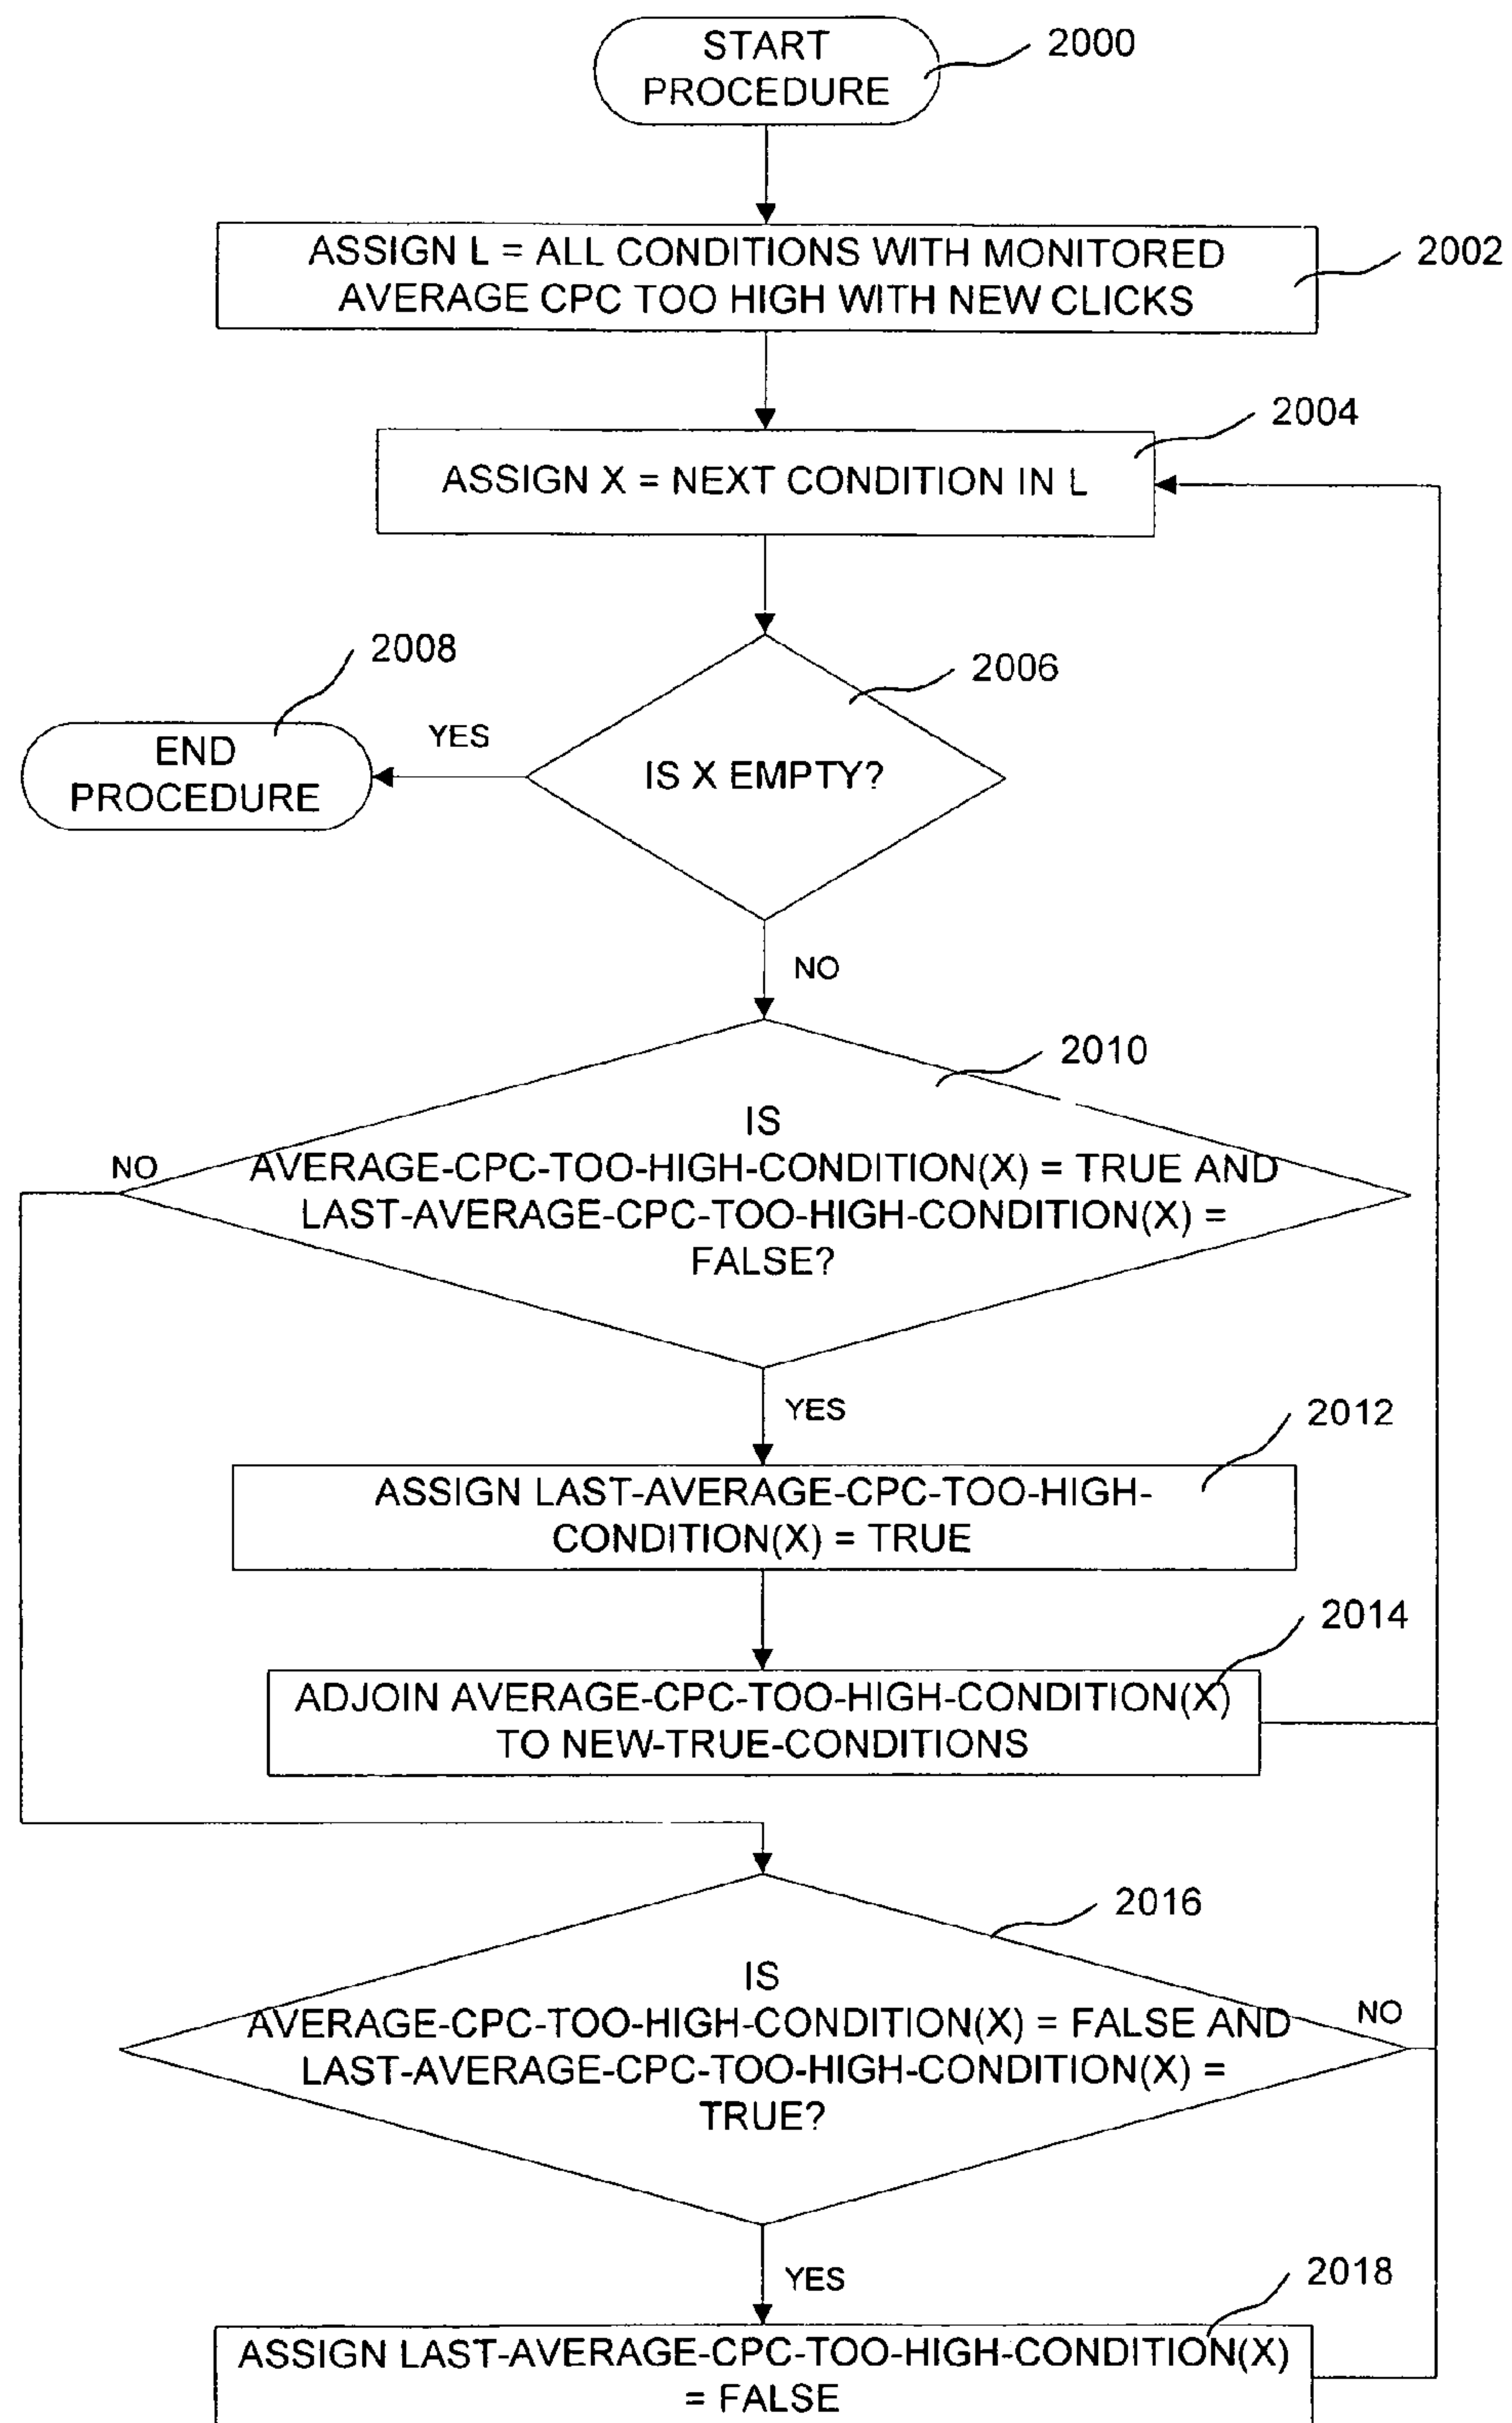 START
PROCEDURE
2000
ASSIGN L = ALL CONDITIONS WITH MONITORED
AVERAGE CPC TOO HIGH WITH NEW CLICKS
2002
2004
ASSIGN X = NEXT CONDITION IN L
2008
2006
END
PROCEDURE
YES
IS X EMPTY?
NO
2010
NO
IS
AVERAGE-CPC-TOO-HIGH-CONDITION(X) = TRUE AND
LAST-AVERAGE-CPC-TOO-HIGH-CONDITION(X) =
FALSE?
YES
2012
ASSIGN LAST-AVERAGE-CPC-TOO-HIGH-
CONDITION(X) = TRUE
2014
ADJOIN AVERAGE-CPC-TOO-HIGH-CONDITION(X)
TO NEW-TRUE-CONDITIONS
2016
IS
AVERAGE-CPC-TOO-HIGH-CONDITION(X) = FALSE AND
LAST-AVERAGE-CPC-TOO-HIGH-CONDITION(X) =
TRUE?
NO
YES
2018
ASSIGN LAST-AVERAGE-CPC-TOO-HIGH-CONDITION(X)
= FALSE